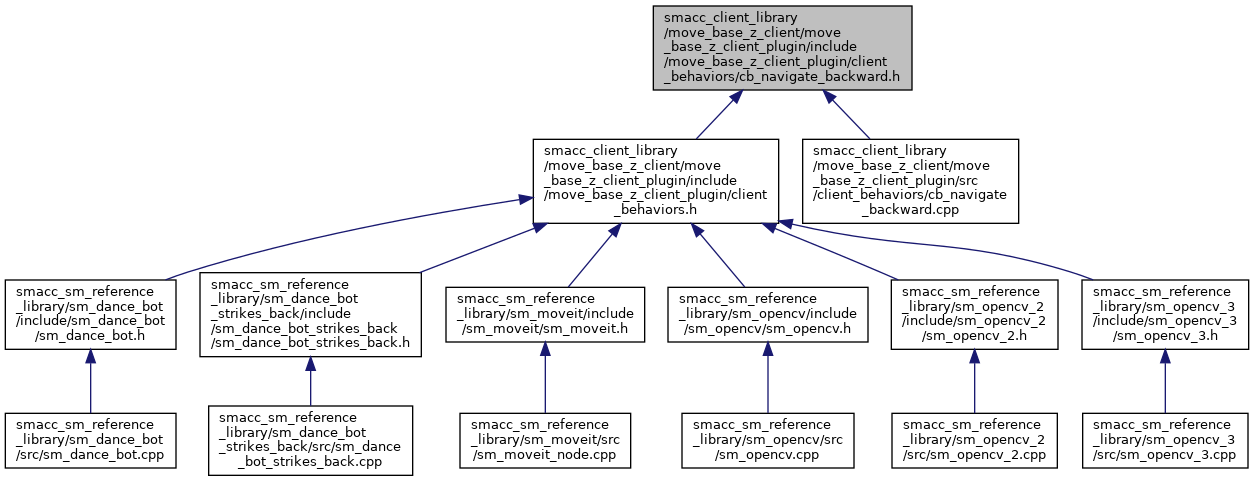 smacc_client_library
/move_base_z_client/move
_base_z_client_plugin/include
/move_base_z_client_plugin/client
_behaviors/cb_navigate_backward.h
smacc_client_library
/move_base_z_client/move
_base_z_client_plugin/include
/move_base_z_client_plugin/client
_behaviors.h
smacc_client_library
/move_base_z_client/move
_base_z_client_plugin/src
/client_behaviors/cb_navigate
_backward.cpp
smacc_sm_reference
_library/sm_dance_bot
/include/sm_dance_bot
/sm_dance_bot.h
smacc_sm_reference
_library/sm_dance_bot
_strikes_back/include
/sm_dance_bot_strikes_back
/sm_dance_bot_strikes_back.h
smacc_sm_reference
_library/sm_moveit/include
/sm_moveit/sm_moveit.h
smacc_sm_reference
_library/sm_opencv/include
/sm_opencv/sm_opencv.h
smacc_sm_reference
_library/sm_opencv_2
/include/sm_opencv_2
/sm_opencv_2.h
smacc_sm_reference
_library/sm_opencv_3
/include/sm_opencv_3
/sm_opencv_3.h
smacc_sm_reference
_library/sm_dance_bot
/src/sm_dance_bot.cpp
smacc_sm_reference
_library/sm_dance_bot
_strikes_back/src/sm_dance
_bot_strikes_back.cpp
smacc_sm_reference
_library/sm_moveit/src
/sm_moveit_node.cpp
smacc_sm_reference
_library/sm_opencv/src
/sm_opencv.cpp
smacc_sm_reference
_library/sm_opencv_2
/src/sm_opencv_2.cpp
smacc_sm_reference
_library/sm_opencv_3
/src/sm_opencv_3.cpp